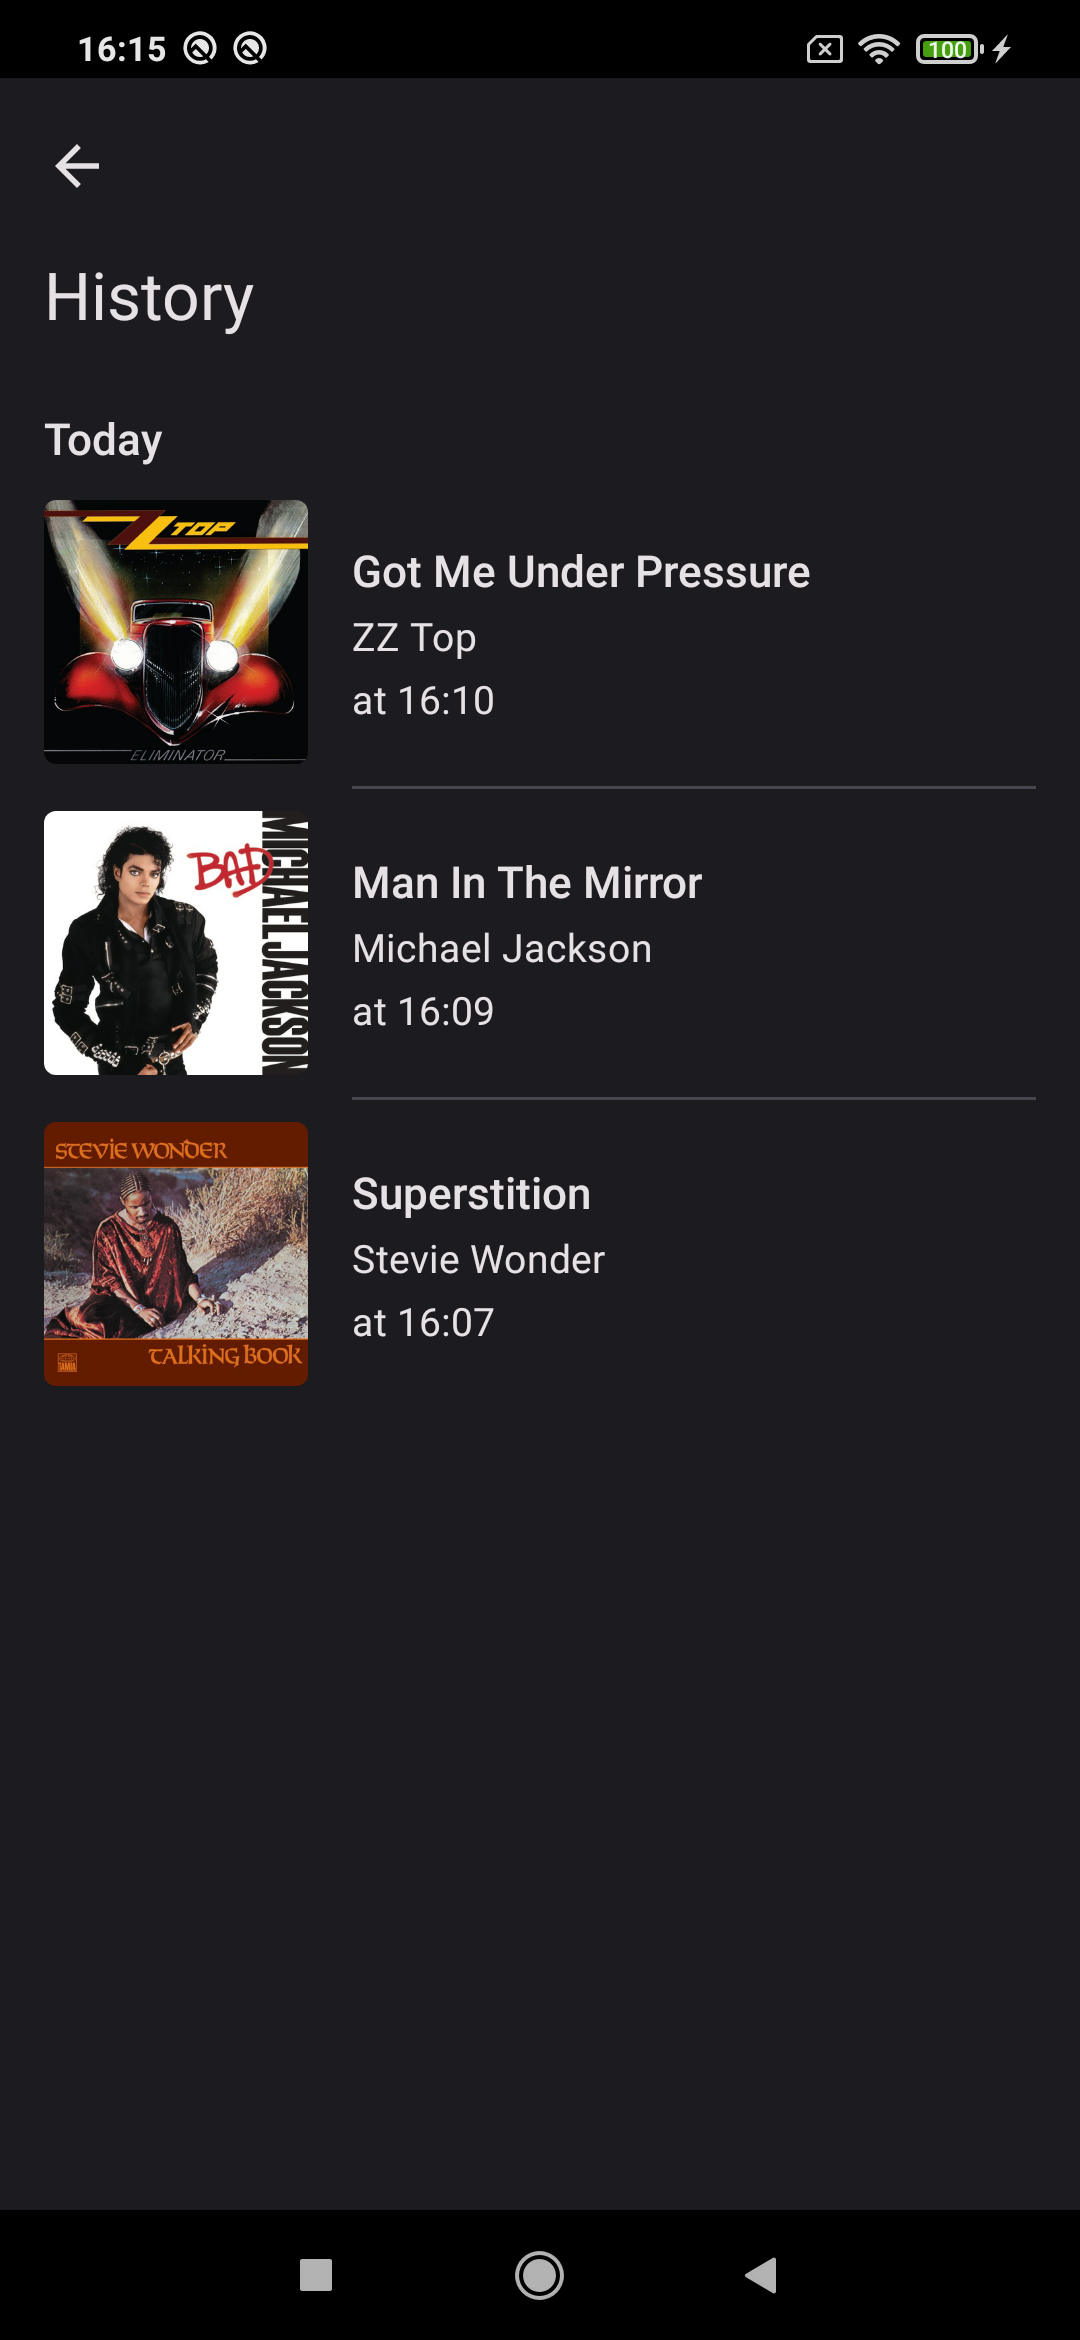 16:15
100
History
Today
ZZ TOP
ELIMINATOR
Got Me Under Pressure
ZZ Top
at 16:10
BAD
MICHAEL JACKSON
Man In The Mirror
Michael Jackson
at 16:09
STEVIE WONDER
TALKING BOOK
TAMLA
Superstition
Stevie Wonder
at 16:07